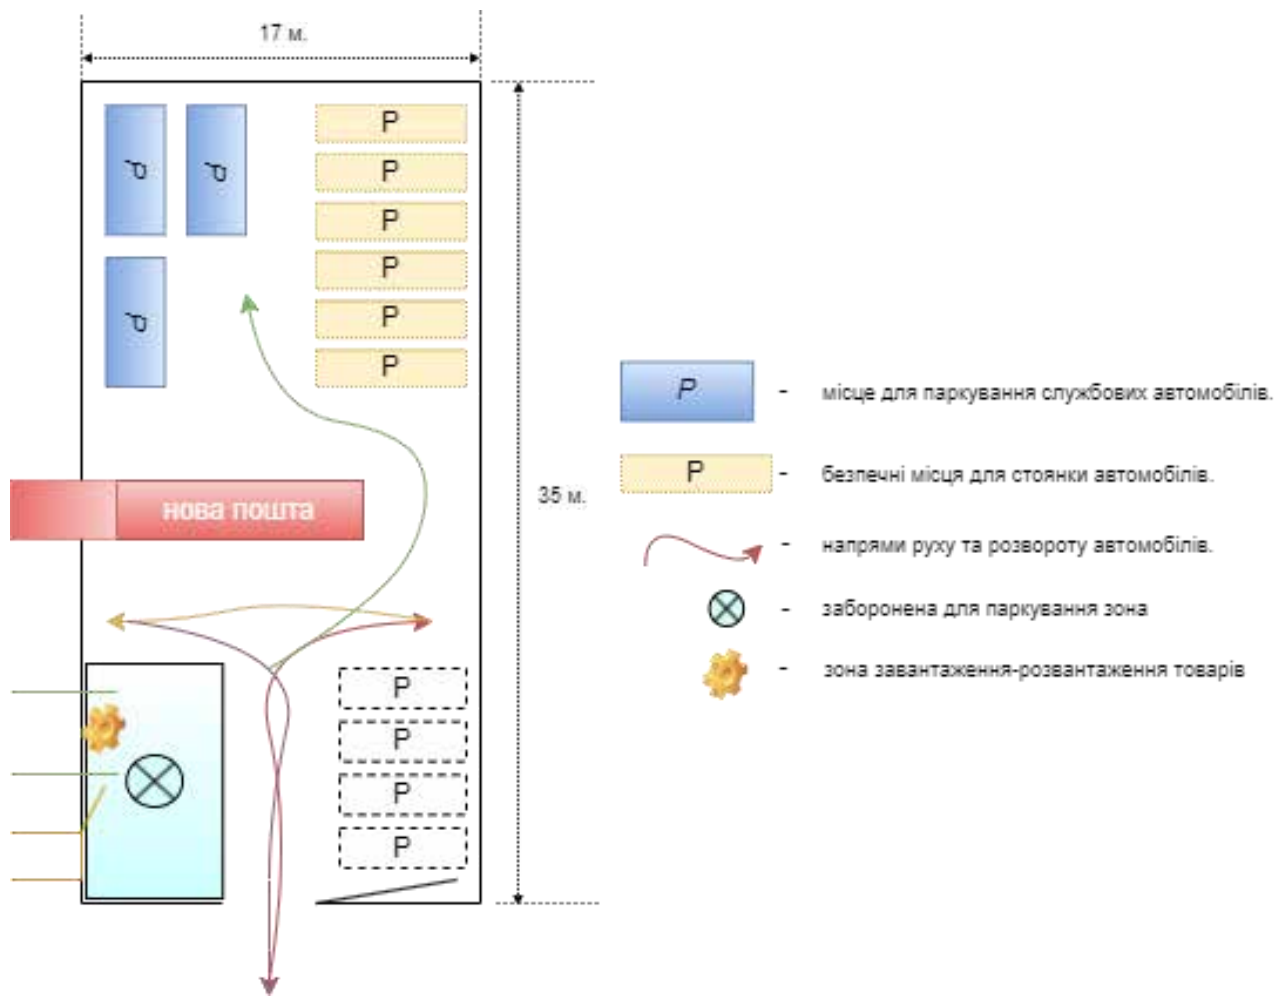 17 м.
P
P
P
P
P
P
P
P
P
нова пошта
35 м.
P
P
P
P
P - місце для паркування службових автомобілів.
P - безпечні місця для стоянки автомобілів.
- напрями руху та розвороту автомобілів.
- заборонена для паркування зона
- зона завантаження-розвантаження товарів